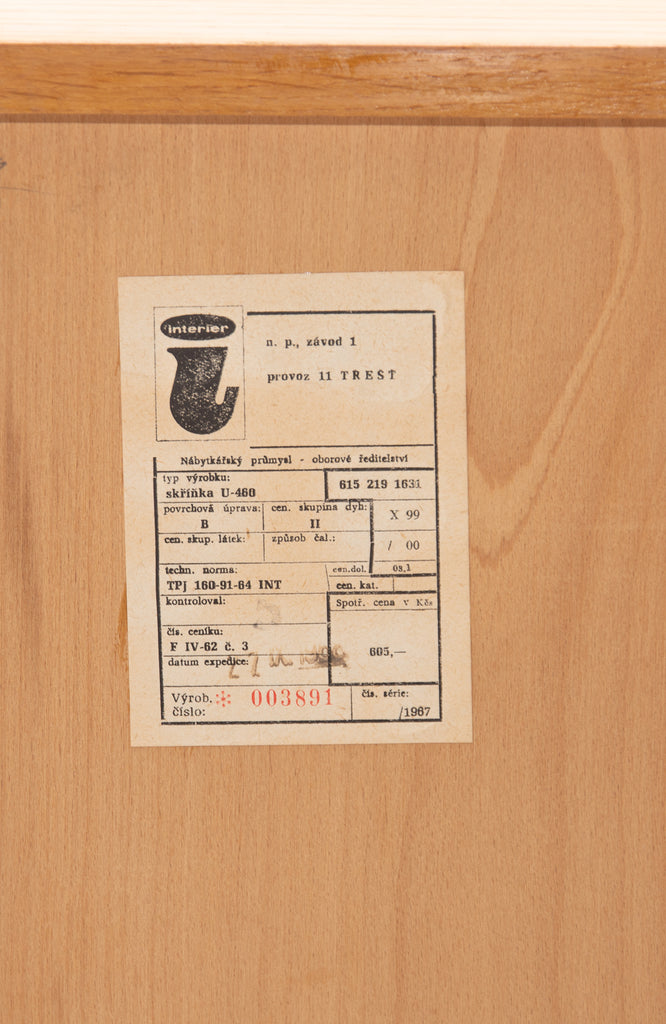 interier
n. p., závod 1
provoz 11 TŘEŠŤ
Nábytkářský průmysl - oborové ředitelství
typ výrobku:
skříňka U-460
615 219 1631
povrchová úprava:
B
cen. skupina dyh:
II
X 99
cen. skup. látek:
způsob čal.:
/ 00
techn. norma:
TPJ 160-91-64 INT
cen.dol.
03.1
cen. kat.
kontroloval:
Spotř. cena v Kčs
605,—
čís. ceníku:
F IV-62 č. 3
datum expedice:
Výrob. * 003891
číslo:
čís. série:
/1967